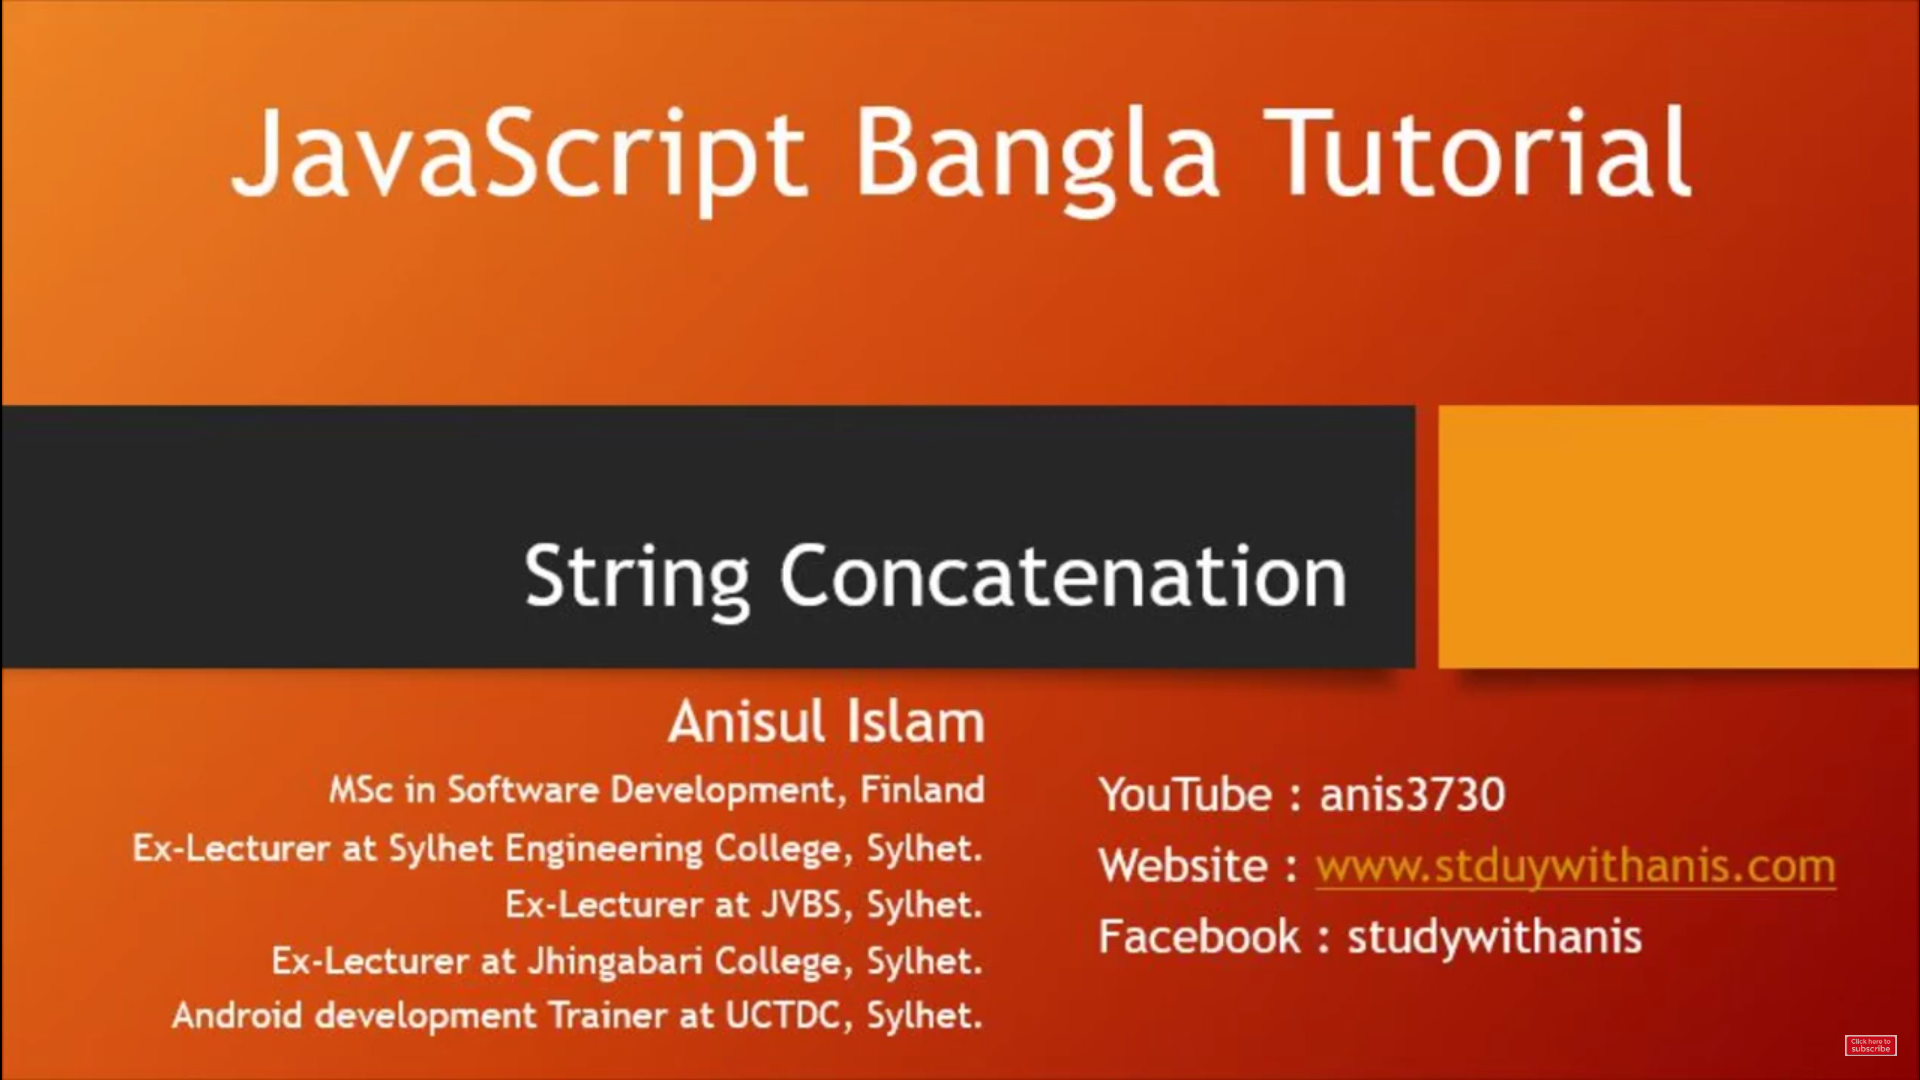 JavaScript Bangla Tutorial
String Concatenation
Anisul Islam
MSc in Software Development, Finland
Ex-Lecturer at Sylhet Engineering College, Sylhet.
Ex-Lecturer at JVBS, Sylhet.
Ex-Lecturer at Jhingabari College, Sylhet.
Android development Trainer at UCTDC, Sylhet.
YouTube : anis3730
Website : www.stduywithanis.com
Facebook : studywithanis
Click here to
subscribe